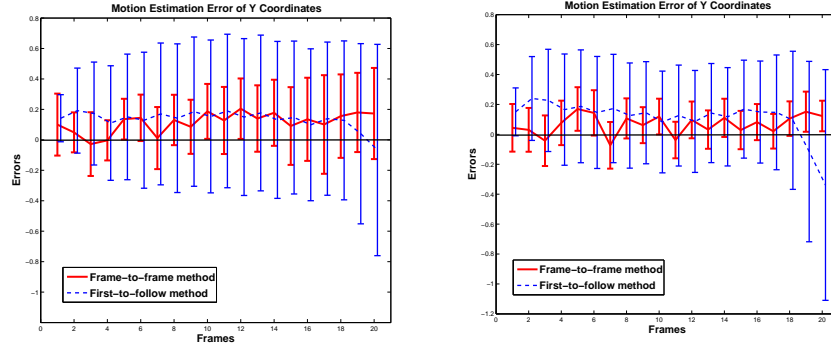 Motion Estimation Error of Y Coordinates
0.8
0.6
0.4
0.2
0
−0.2
−0.4
−0.6
−0.8
−1
Errors
0 2 4 6 8 10 12 14 16 18 20
Frames
Frame−to−frame method
First−to−follow method
Motion Estimation Error of Y Coordinates
0.8
0.6
0.4
0.2
0
−0.2
−0.4
−0.6
−0.8
−1
−1.2
Errors
0 2 4 6 8 10 12 14 16 18 20
Frames
Frame−to−frame method
First−to−follow method